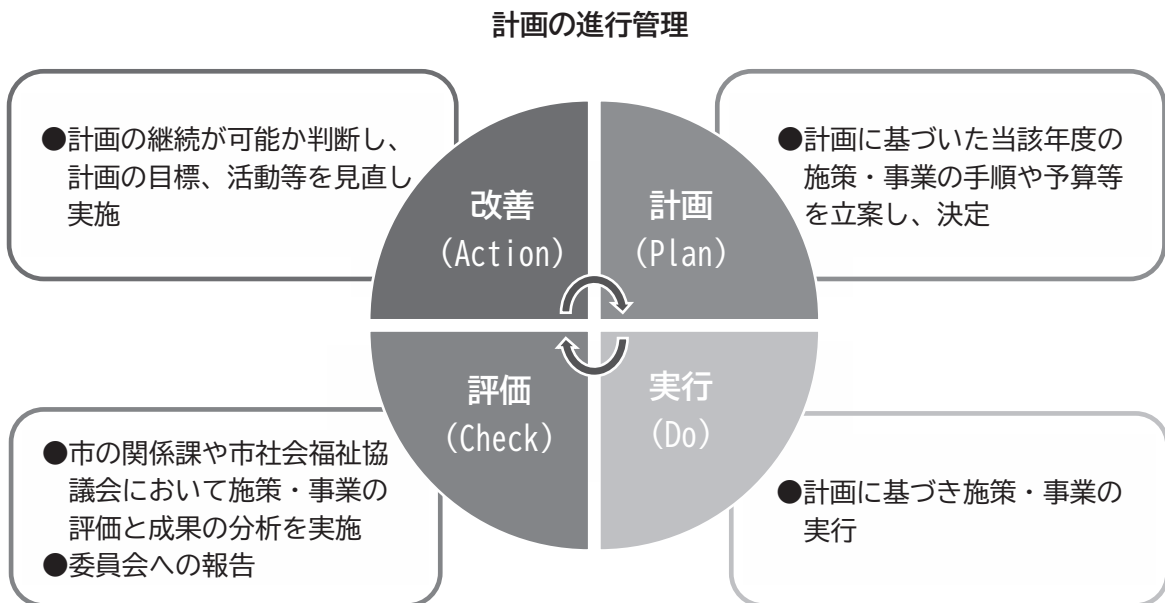 計画の進行管理
●計画の継続が可能か判断し、
計画の目標、活動等を見直し
実施
改善
(Action)
計画
(Plan)
●計画に基づいた当該年度の
施策・事業の手順や予算等
を立案し、決定
●市の関係課や市社会福祉協
議会において施策・事業の
評価と成果の分析を実施
●委員会への報告
評価
(Check)
実行
(Do)
●計画に基づき施策・事業の
実行